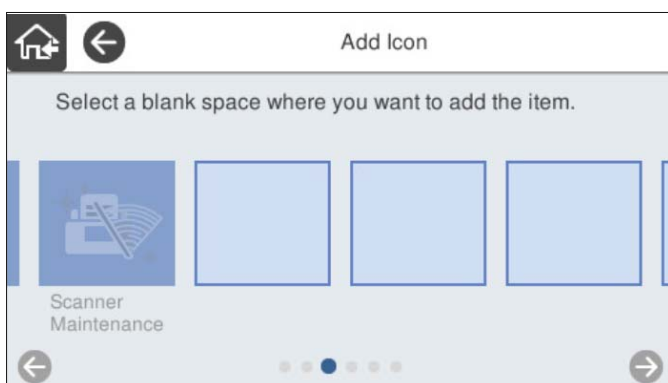 Add Icon
Select a blank space where you want to add the item.
Scanner
Maintenance